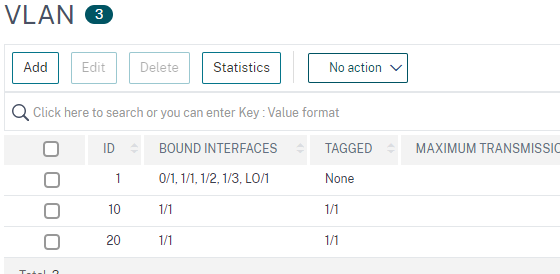 VLAN 3
Add Edit Delete Statistics No action
Click here to search or you can enter Key : Value format
ID BOUND INTERFACES TAGGED MAXIMUM
1 0/1, 1/1, 1/2, 1/3, LO/1 None
10 1/1 1/1
20 1/1 1/1